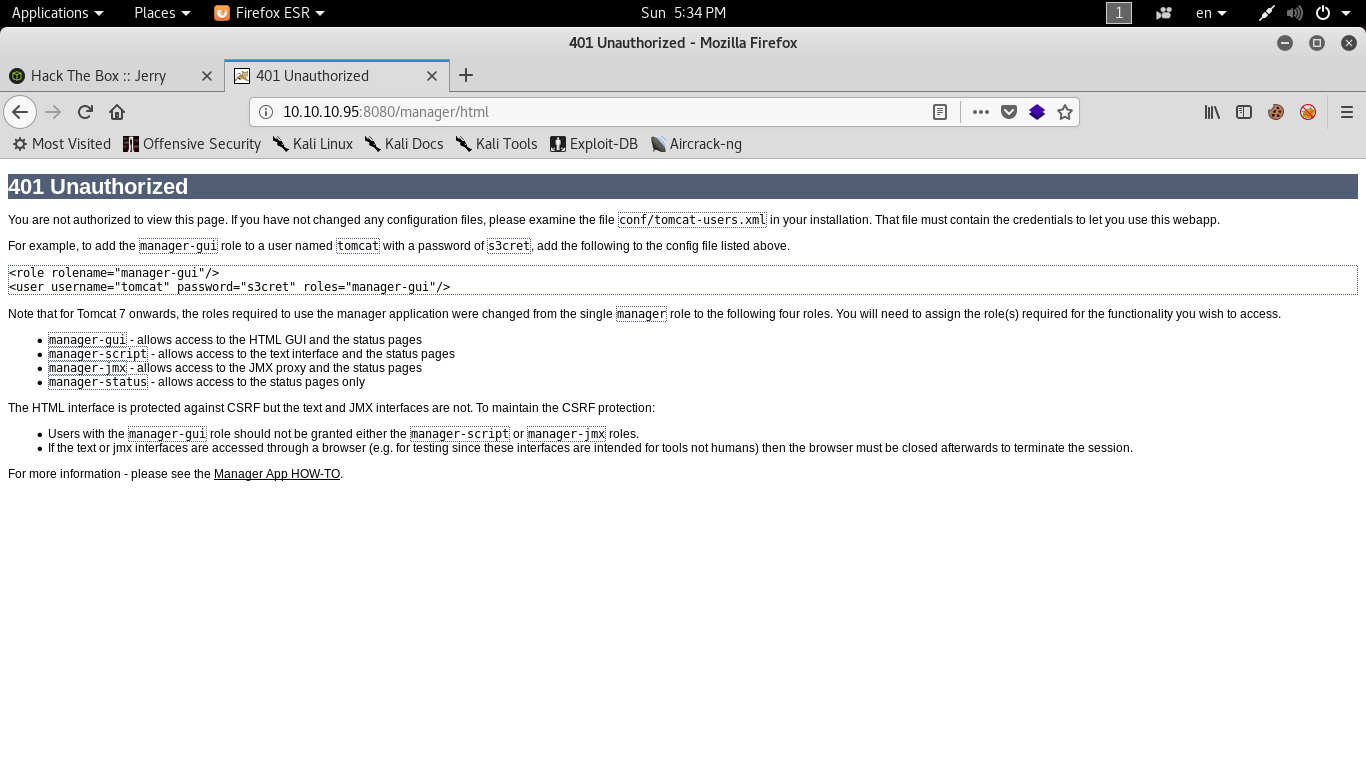 Applications Places Firefox ESR Sun 5:34 PM 1 en
401 Unauthorized - Mozilla Firefox
Hack The Box :: Jerry 401 Unauthorized
10.10.10.95:8080/manager/html
Most Visited Offensive Security Kali Linux Kali Docs Kali Tools Exploit-DB Aircrack-ng
401 Unauthorized
You are not authorized to view this page. If you have not changed any configuration files, please examine the file conf/tomcat-users.xml in your installation. That file must contain the credentials to let you use this webapp.
For example, to add the manager-gui role to a user named tomcat with a password of s3cret, add the following to the config file listed above.
<role rolename="manager-gui"/>
<user username="tomcat" password="s3cret" roles="manager-gui"/>
Note that for Tomcat 7 onwards, the roles required to use the manager application were changed from the single manager role to the following four roles. You will need to assign the role(s) required for the functionality you wish to access.
• manager-gui - allows access to the HTML GUI and the status pages
• manager-script - allows access to the text interface and the status pages
• manager-jmx - allows access to the JMX proxy and the status pages
• manager-status - allows access to the status pages only
The HTML interface is protected against CSRF but the text and JMX interfaces are not. To maintain the CSRF protection:
• Users with the manager-gui role should not be granted either the manager-script or manager-jmx roles.
• If the text or jmx interfaces are accessed through a browser (e.g. for testing since these interfaces are intended for tools not humans) then the browser must be closed afterwards to terminate the session.
For more information - please see the Manager App HOW-TO.